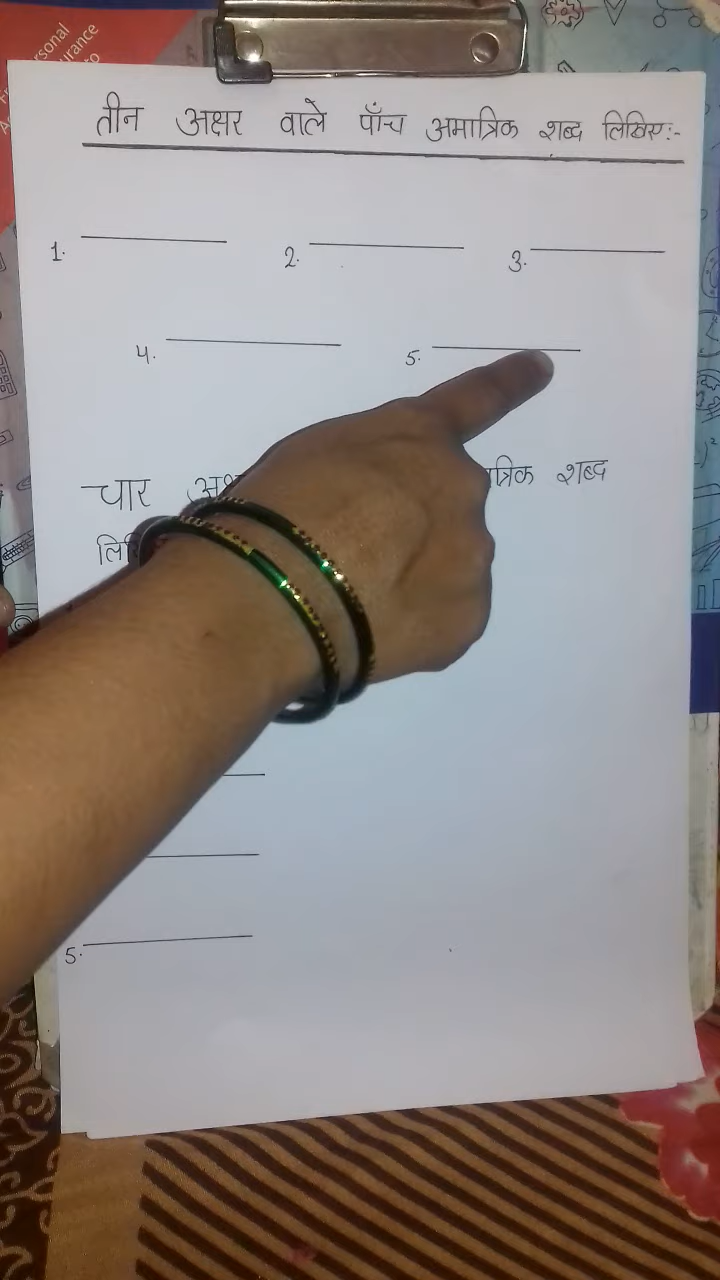 तीन अक्षर वाले पाँच अमात्रिक शब्द लिखिए:-
1. 2. 3.
4. 5.
चार शब्द
5.